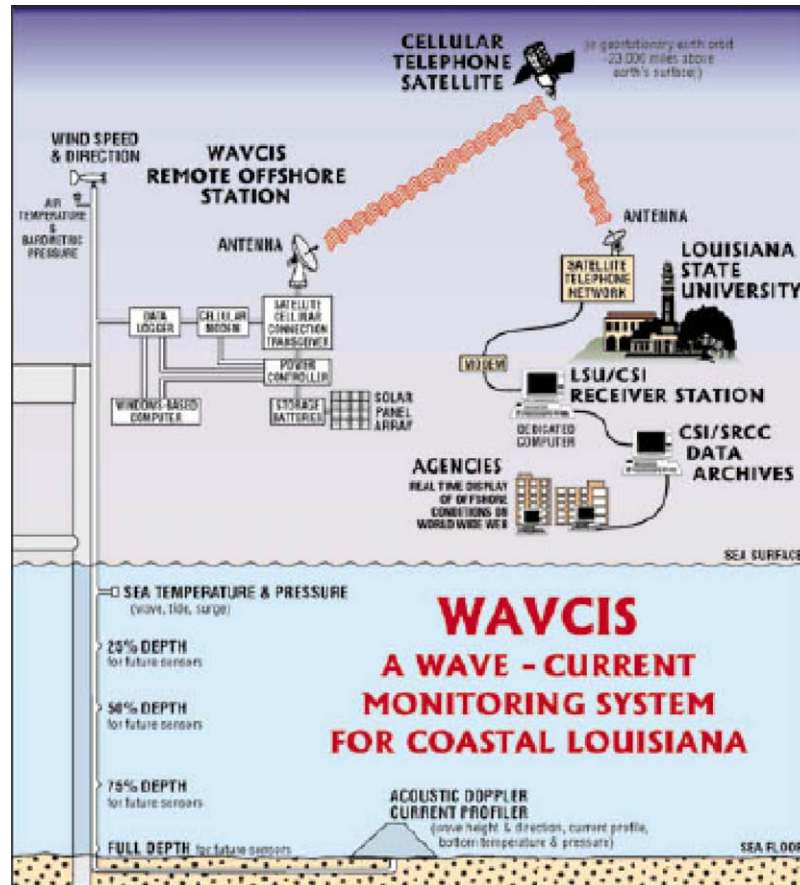 CELLULAR
TELEPHONE
SATELLITE
(in geostationary earth orbit
~23,000 miles above
earth's surface)
WIND SPEED
& DIRECTION
WAVCIS
REMOTE OFFSHORE
STATION
AIR
TEMPERATURE
&
BAROMETRIC
PRESSURE
ANTENNA
ANTENNA
SATELLITE
TELEPHONE
NETWORK
LOUISIANA
STATE
UNIVERSITY
DATA
LOGGER
CELLULAR
MODEM
SATELLITE
CELLULAR
CONNECTION
TRANSCEIVER
POWER
CONTROLLER
WINDOWS-BASED
COMPUTER
STORAGE
BATTERIES
SOLAR
PANEL
ARRAY
MODEM
LSU/CSI
RECEIVER STATION
DEDICATED
COMPUTER
CSI/SRCC
DATA
ARCHIVES
AGENCIES
REAL TIME DISPLAY
OF OFFSHORE
CONDITIONS ON
WORLD WIDE WEB
SEA SURFACE
SEA TEMPERATURE & PRESSURE
(wave, tide, surge)
25% DEPTH
for future sensors
50% DEPTH
for future sensors
75% DEPTH
for future sensors
FULL DEPTH for future sensors
WAVCIS
A WAVE - CURRENT
MONITORING SYSTEM
FOR COASTAL LOUISIANA
ACOUSTIC DOPPLER
CURRENT PROFILER
(wave height & direction, current profile,
bottom temperature & pressure)
SEA FLOOR